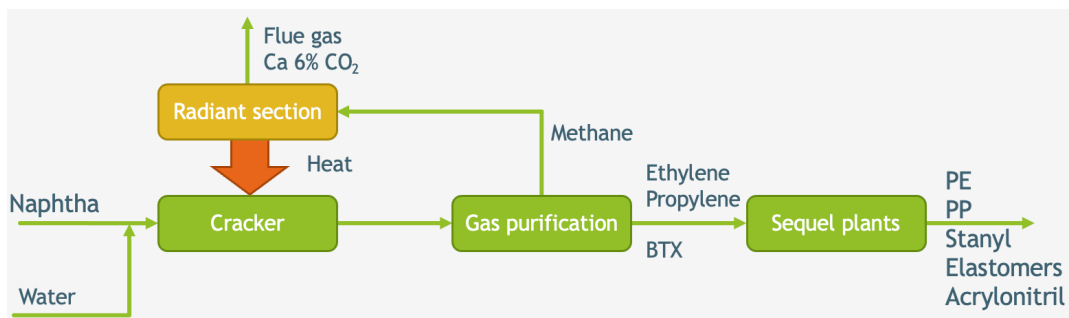 Flue gas
Ca 6% CO₂
Radiant section
Methane
Heat
Naphtha
Cracker
Gas purification
Ethylene
Propylene
BTX
Sequel plants
PE
PP
Stanyl
Elastomers
Acrylonitril
Water